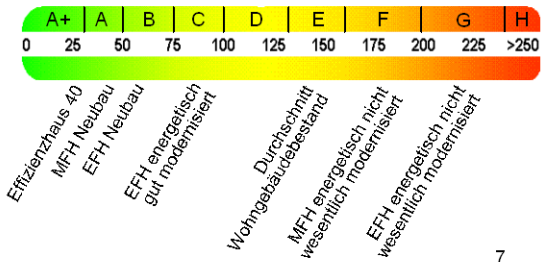 A+ A B C D E F G H
0 25 50 75 100 125 150 175 200 225 >250
Effizienzhaus 40
MFH Neubau
EFH Neubau
EFH energetisch
gut modernisiert
Durchschnitt
Wohngebäudebestand
MFH energetisch nicht
wesentlich modernisiert
EFH energetisch nicht
wesentlich modernisiert
7